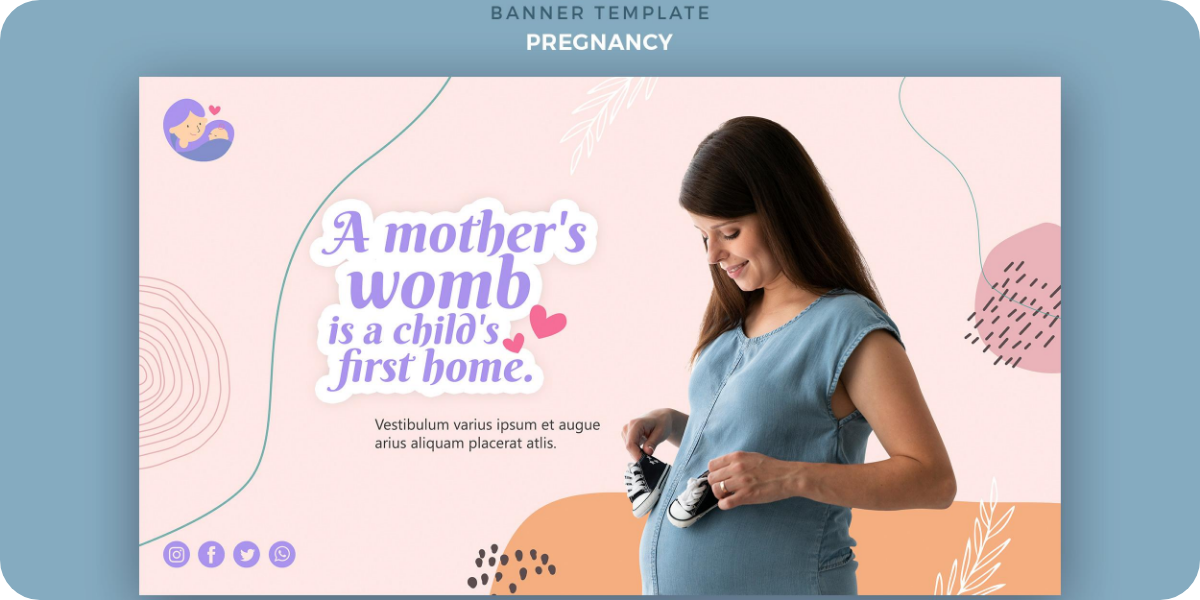 BANNER TEMPLATE
PREGNANCY
A mother's
womb
is a child's
first home.
Vestibulum varius ipsum et augue
arius aliquam placerat atlis.